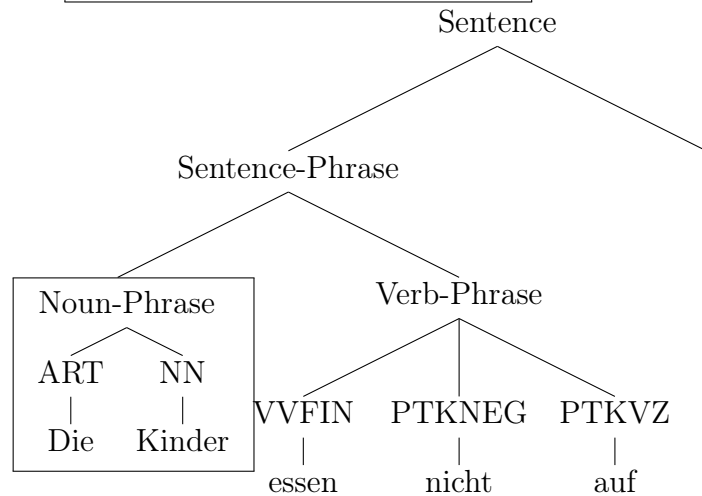 Sentence
Sentence-Phrase
Noun-Phrase Verb-Phrase
ART NN
VVFIN PTKNEG PTKVZ
Die Kinder
essen nicht auf